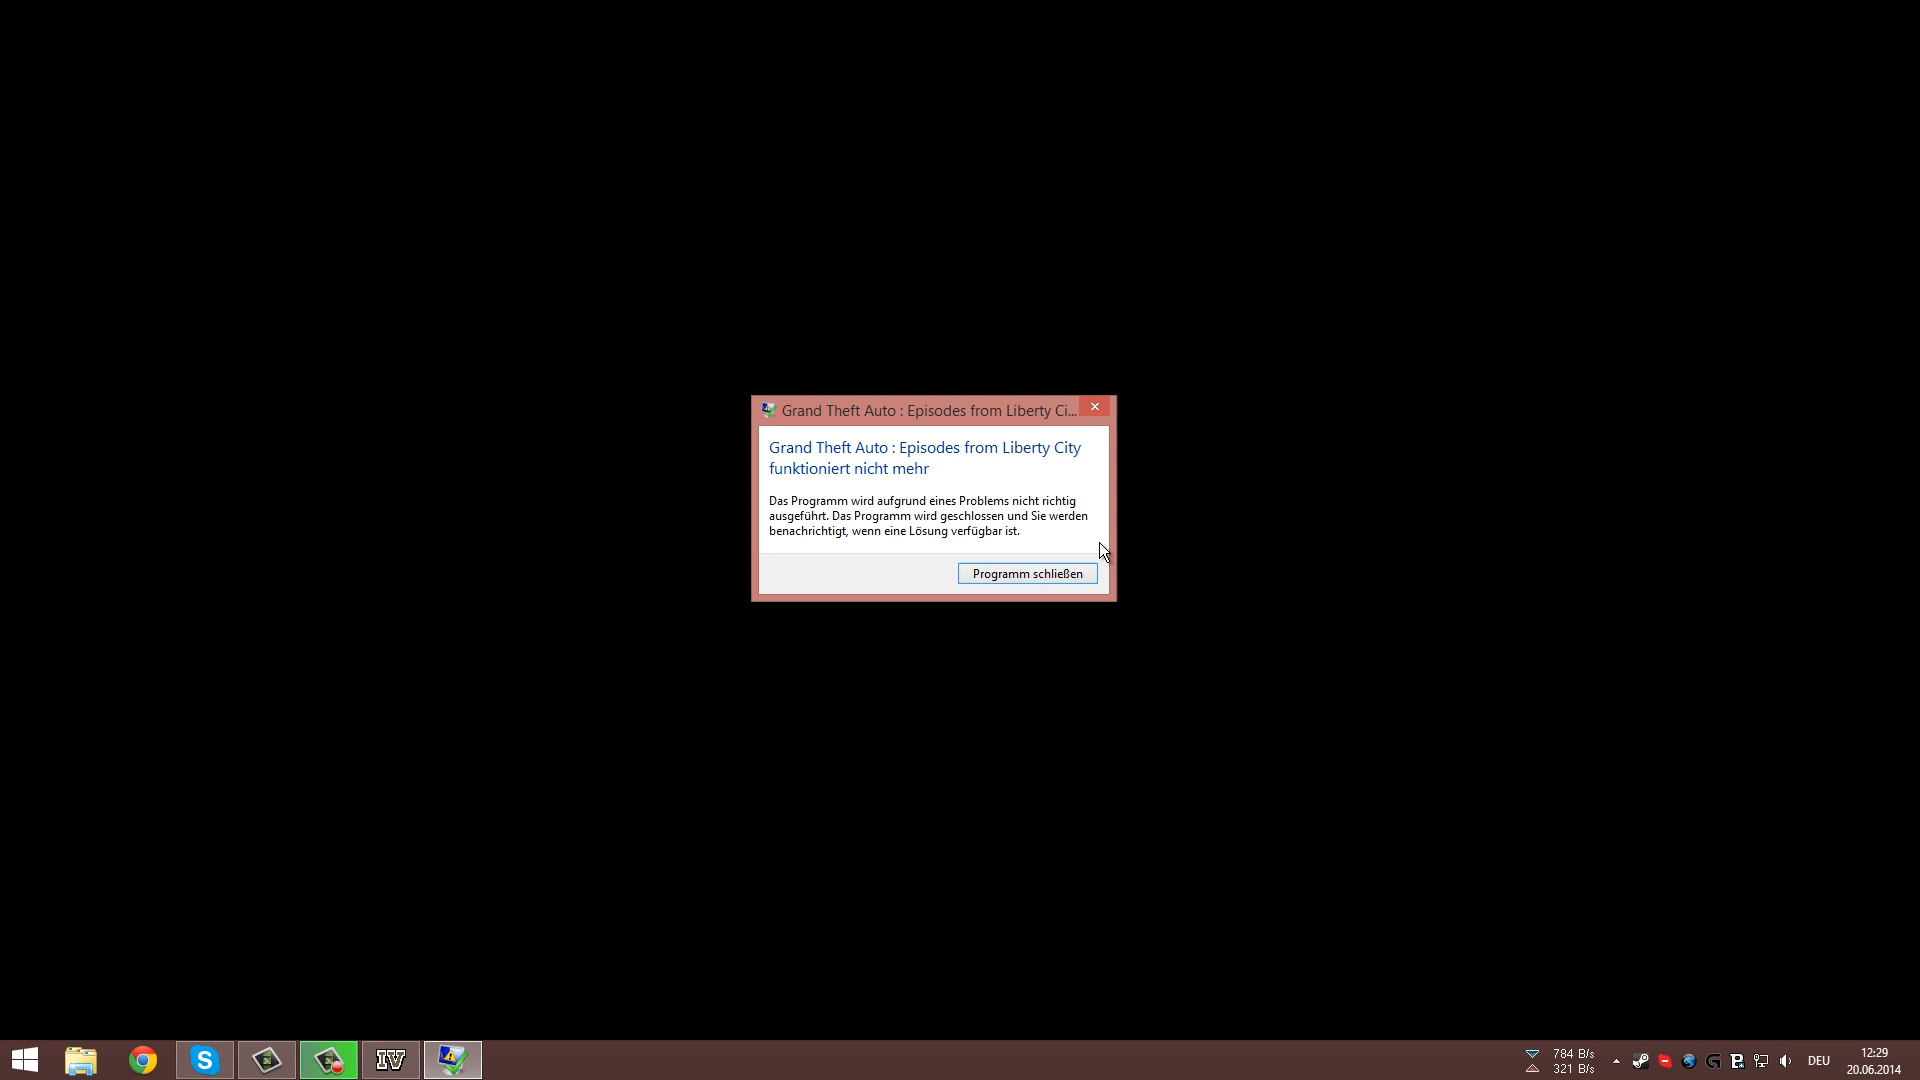 Grand Theft Auto : Episodes from Liberty Ci...
Grand Theft Auto : Episodes from Liberty City
funktioniert nicht mehr
Das Programm wird aufgrund eines Problems nicht richtig
ausgeführt. Das Programm wird geschlossen und Sie werden
benachrichtigt, wenn eine Lösung verfügbar ist.
Programm schließen
IV
784 B/s
321 B/s
DEU
12:29
20.06.2014